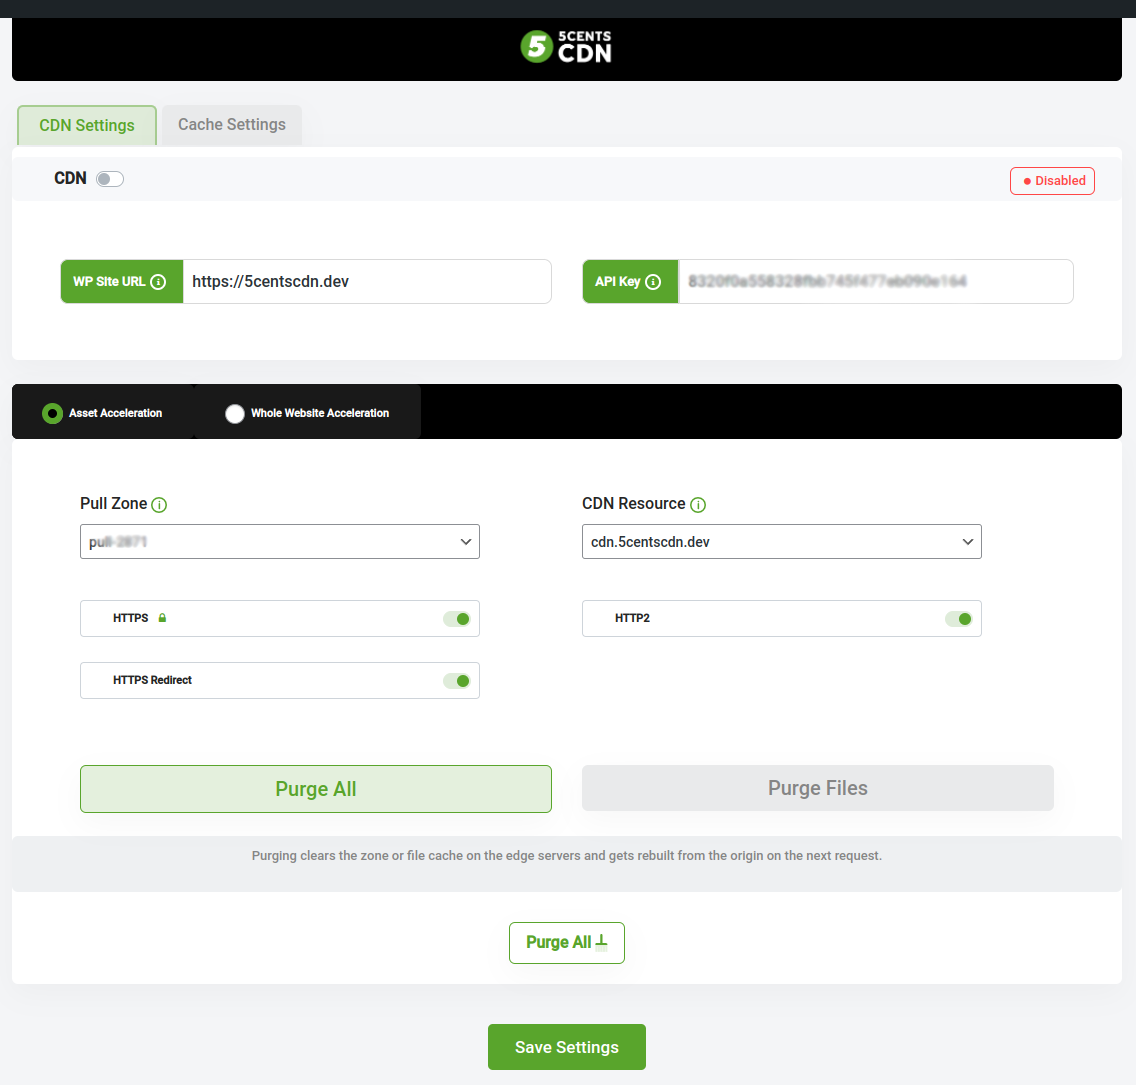 5 5CENTS
CDN
CDN Settings Cache Settings
CDN Disabled
WP Site URL https://5centscdn.dev API Key
Asset Acceleration Whole Website Acceleration
Pull Zone CDN Resource
cdn.5centscdn.dev
HTTPS HTTP2
HTTPS Redirect
Purge All Purge Files
Purging clears the zone or file cache on the edge servers and gets rebuilt from the origin on the next request.
Purge All
Save Settings